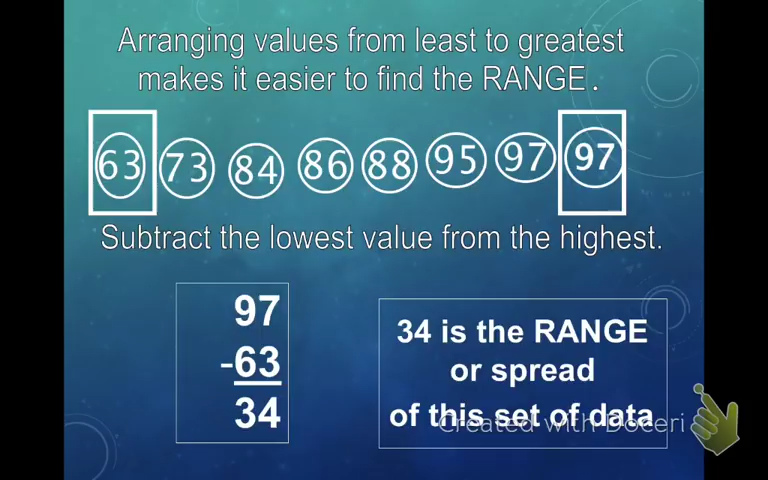 Arranging values from least to greatest
makes it easier to find the RANGE.
63 73 84 86 88 95 97 97
Subtract the lowest value from the highest.
97
-63
34
34 is the RANGE
or spread
of this set of data
Created with Doceri